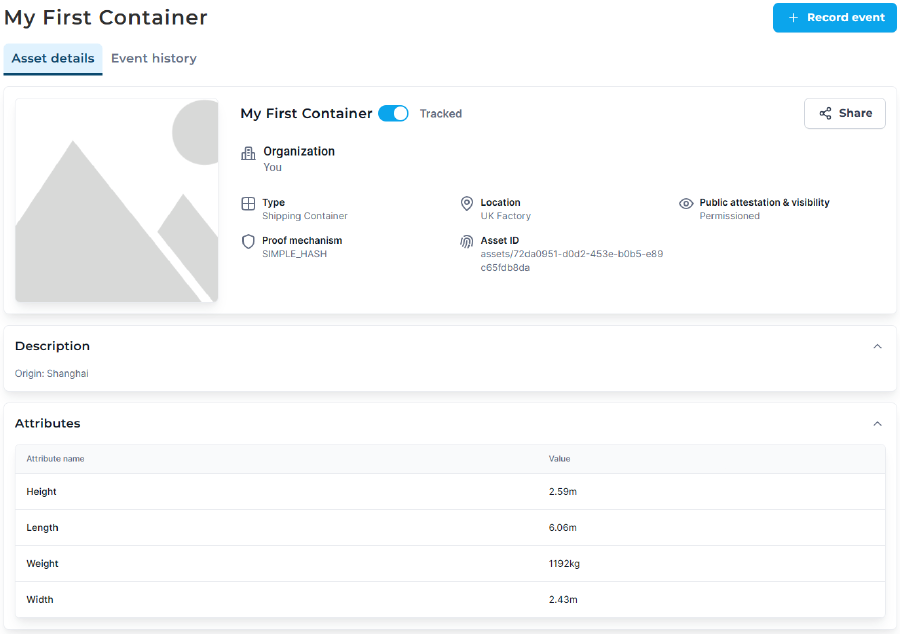 My First Container
+ Record event
Asset details Event history
My First Container Tracked
Share
Organization
You
Type
Shipping Container
Location
UK Factory
Public attestation & visibility
Permissioned
Proof mechanism
SIMPLE_HASH
Asset ID
assets/72da0951-d0d2-453e-b0b5-e89
c65fdb8da
Description
Origin: Shanghai
Attributes
Attribute name Value
Height 2.59m
Length 6.06m
Weight 1192kg
Width 2.43m